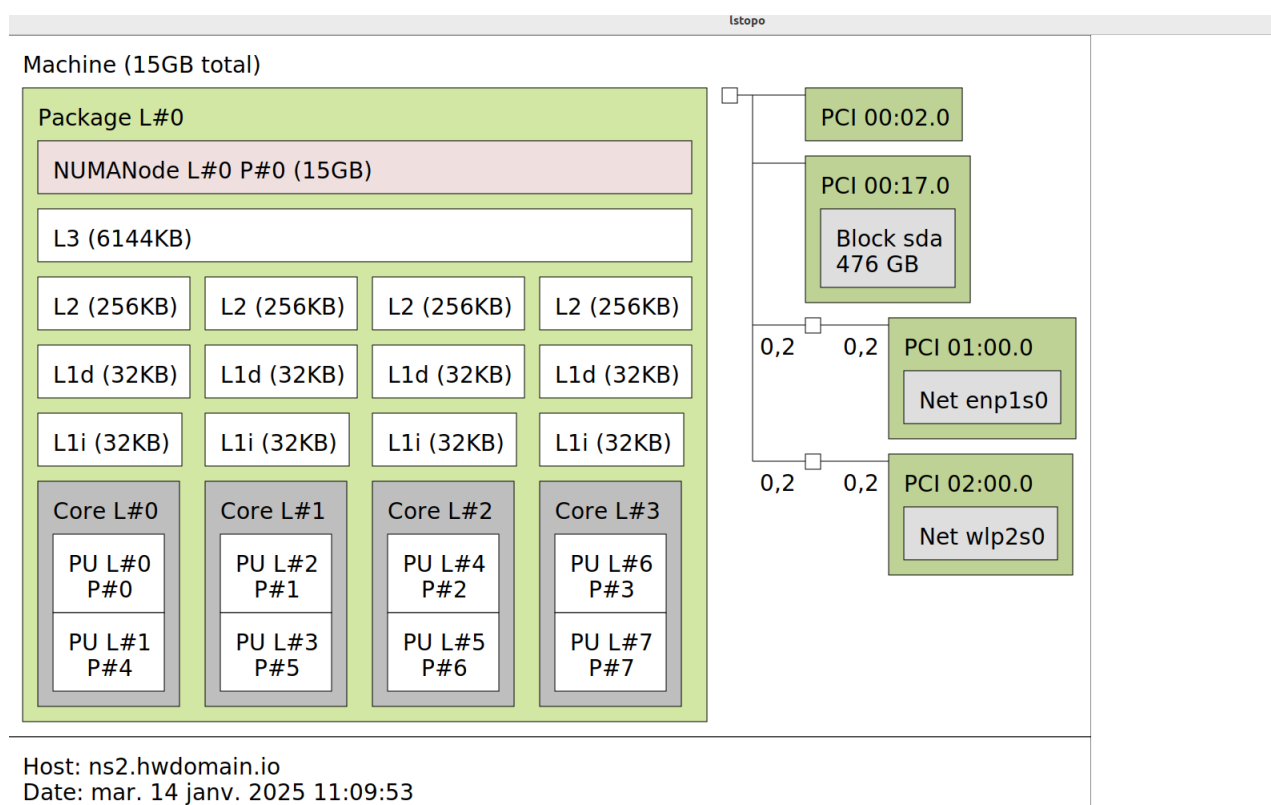 lstopo
Machine (15GB total)
Package L#0
NUMANode L#0 P#0 (15GB)
L3 (6144KB)
L2 (256KB) L2 (256KB) L2 (256KB) L2 (256KB)
L1d (32KB) L1d (32KB) L1d (32KB) L1d (32KB)
L1i (32KB) L1i (32KB) L1i (32KB) L1i (32KB)
Core L#0 Core L#1 Core L#2 Core L#3
PU L#0 PU L#2 PU L#4 PU L#6
P#0 P#1 P#2 P#3
PU L#1 PU L#3 PU L#5 PU L#7
P#4 P#5 P#6 P#7
PCI 00:02.0
PCI 00:17.0
Block sda
476 GB
0,2 0,2 PCI 01:00.0
Net enp1s0
0,2 0,2 PCI 02:00.0
Net wlp2s0
Host: ns2.hwdomain.io
Date: mar. 14 janv. 2025 11:09:53